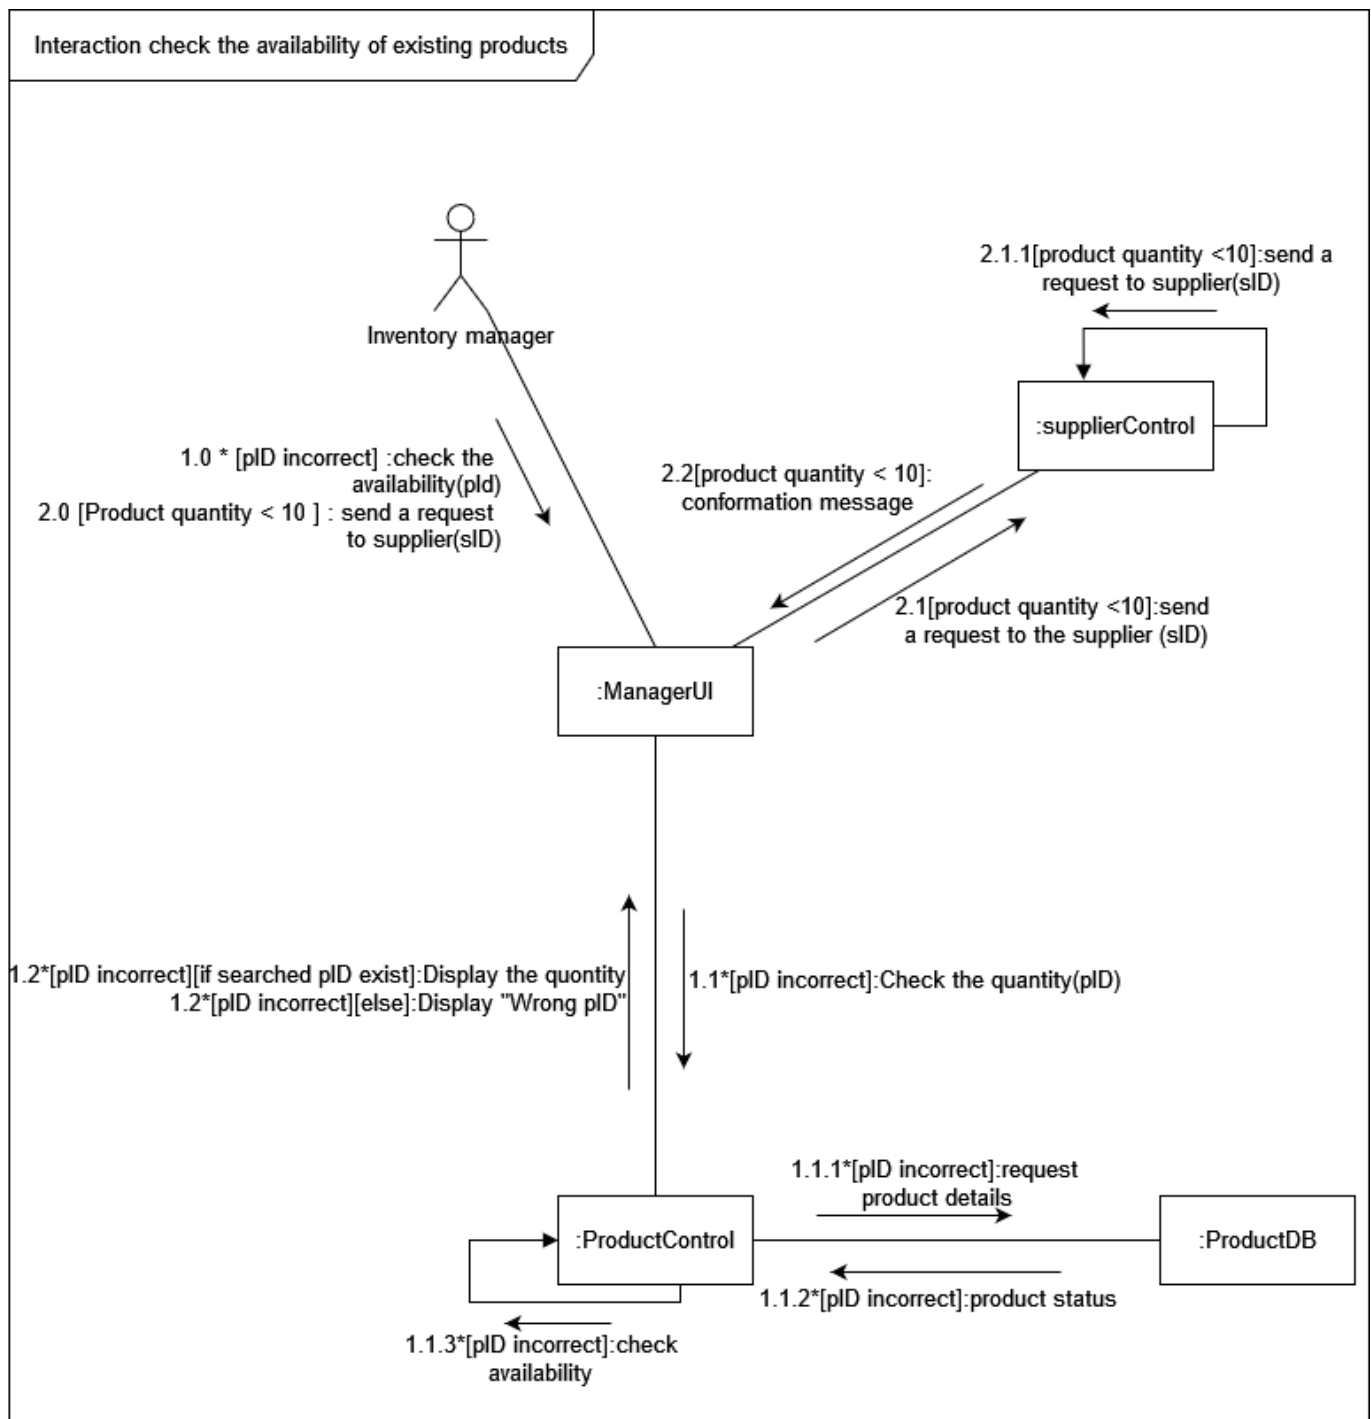 Interaction check the availability of existing products
2.1.1[product quantity <10]:send a
request to supplier(sID)
Inventory manager
:supplierControl
1.0 * [pID incorrect] :check the
availability(pId)
2.0 [Product quantity < 10 ] : send a request
to supplier(sID)
2.2[product quantity < 10]:
conformation message
2.1[product quantity <10]:send
a request to the supplier (sID)
:ManagerUI
1.2*[pID incorrect][if searched pID exist]:Display the quontity
1.2*[pID incorrect][else]:Display "Wrong pID"
1.1*[pID incorrect]:Check the quantity(pID)
1.1.1*[pID incorrect]:request
product details
:ProductControl
:ProductDB
1.1.2*[pID incorrect]:product status
1.1.3*[pID incorrect]:check
availability